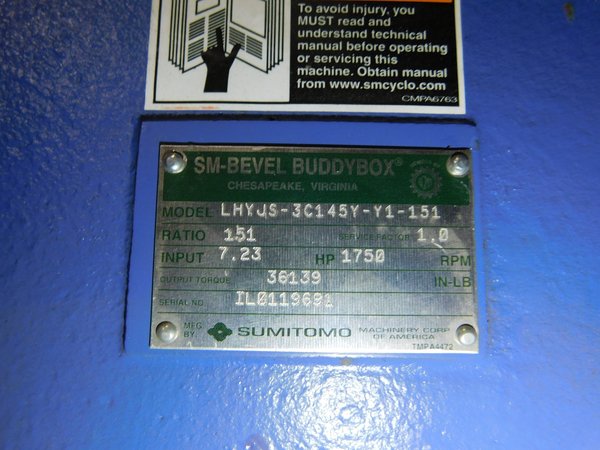 To avoid injury, you
MUST read and
understand technical
manual before operating
or servicing this
machine. Obtain manual
from www.smcyclo.com
CMPA6763
SM-BEVEL BUDDYBOX®
CHESAPEAKE, VIRGINIA
MODEL LHYJS-3C145Y-Y1-151
RATIO 151 SERVICE FACTOR 1.0
INPUT 7.23 HP 1750 RPM
OUTPUT TORQUE 36139 IN-LB
SERIAL NO. IL0119691
MFG BY SUMITOMO MACHINERY CORP OF AMERICA
TMPA4472